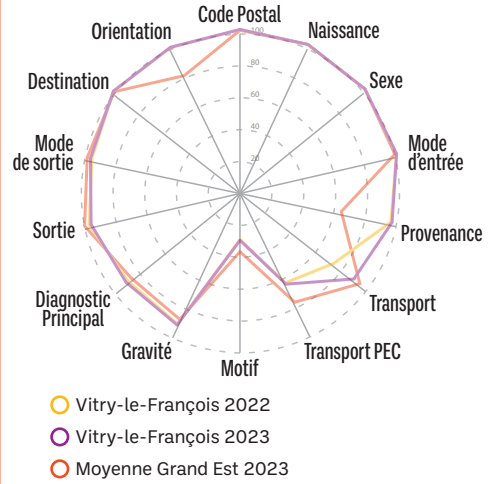 Code Postal
Naissance
Sexe
Mode
d'entrée
Provenance
Transport
Transport PEC
Motif
Gravité
Diagnostic
Principal
Sortie
Mode
de sortie
Destination
Orientation
100
80
60
40
20
Vitry-le-François 2022
Vitry-le-François 2023
Moyenne Grand Est 2023